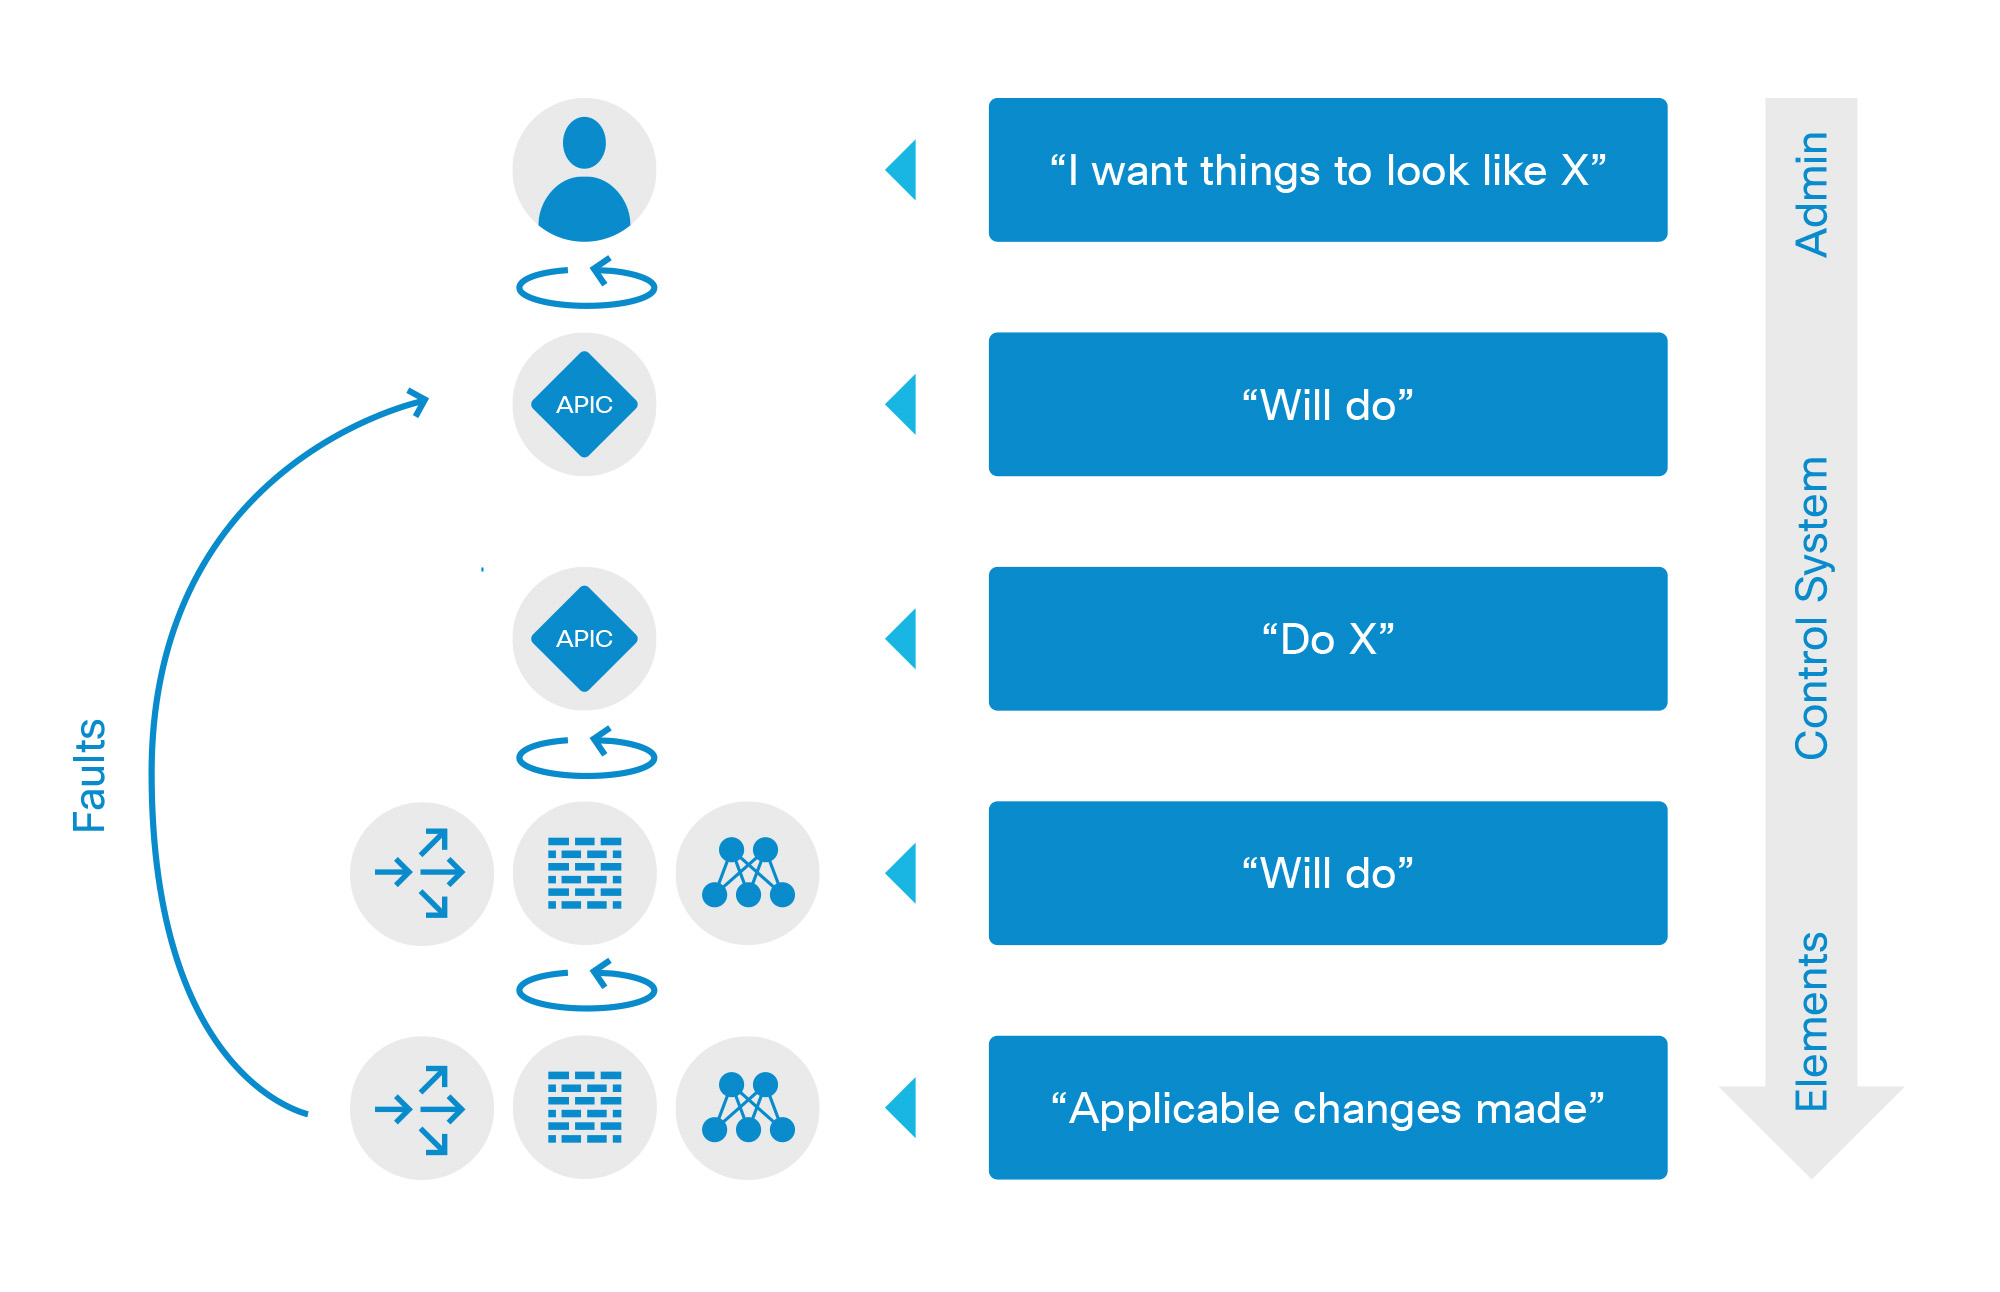 “I want things to look like X”
Admin
APIC
“Will do”
APIC
“Do X”
Control System
Faults
“Will do”
Elements
“Applicable changes made”